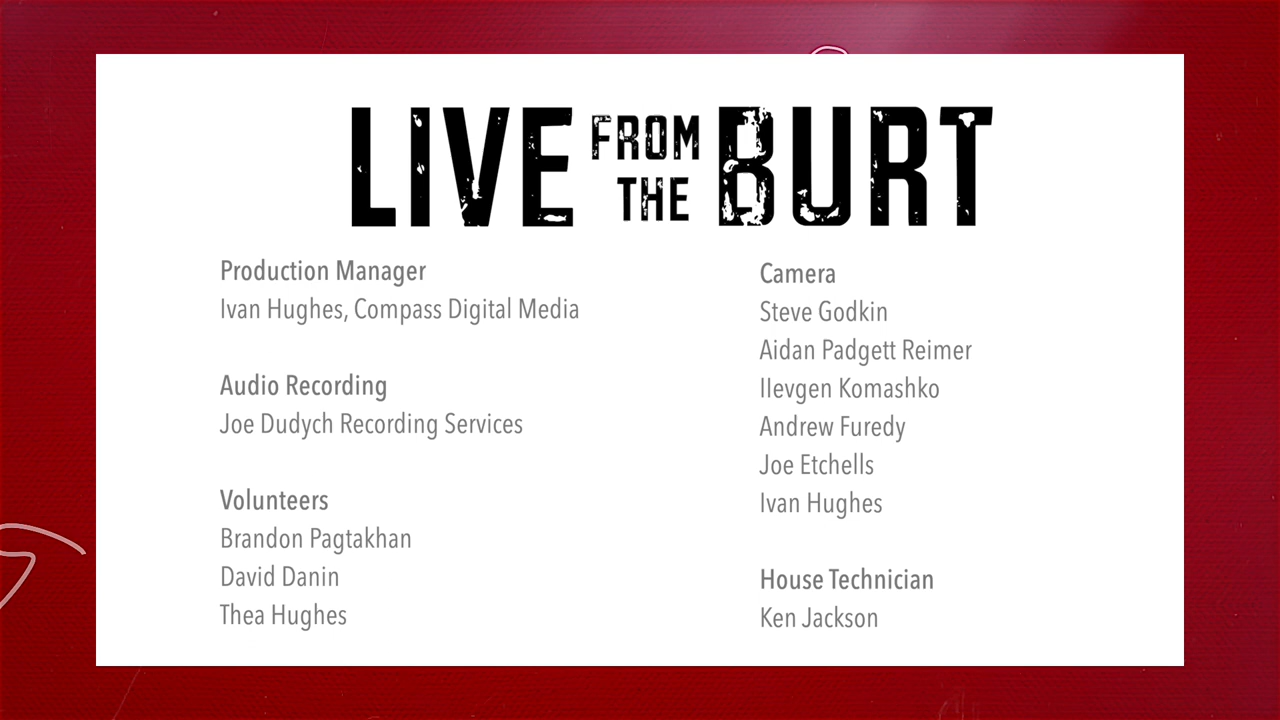 LIVE FROM THE BURT
Production Manager
Ivan Hughes, Compass Digital Media
Audio Recording
Joe Dudych Recording Services
Volunteers
Brandon Pagtakhan
David Danin
Thea Hughes
Camera
Steve Godkin
Aidan Padgett Reimer
IIevgen Komashko
Andrew Furedy
Joe Etchells
Ivan Hughes
House Technician
Ken Jackson